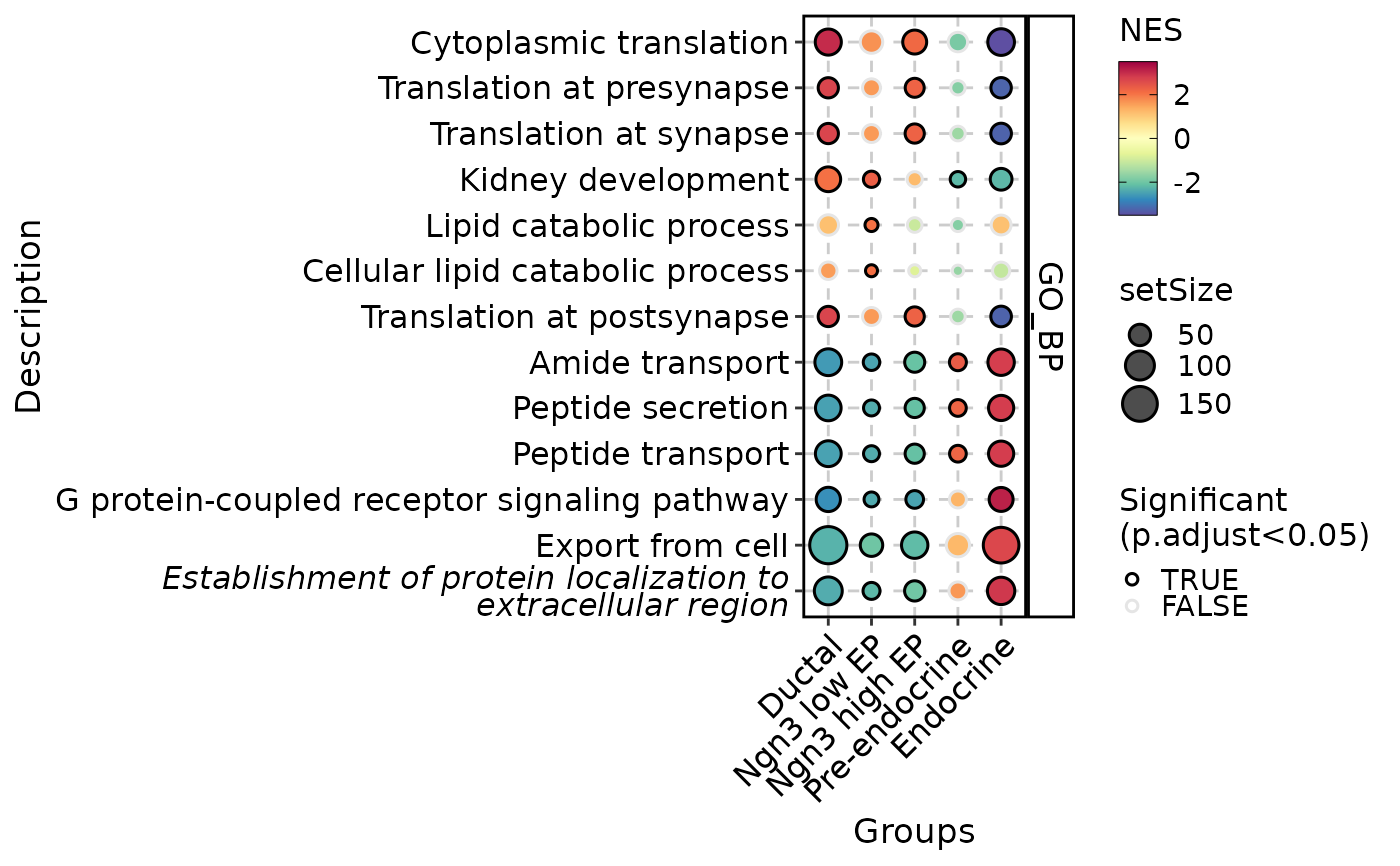 Description
Cytoplasmic translation
Translation at presynapse
Translation at synapse
Kidney development
Lipid catabolic process
Cellular lipid catabolic process
Translation at postsynapse
Amide transport
Peptide secretion
Peptide transport
G protein-coupled receptor signaling pathway
Export from cell
Establishment of protein localization to
extracellular region
GO_BP
Ductal
Ngn3 low EP
Ngn3 high EP
Pre-endocrine
Endocrine
Groups
NES
2
0
-2
setSize
50
100
150
Significant
(p.adjust<0.05)
TRUE
FALSE